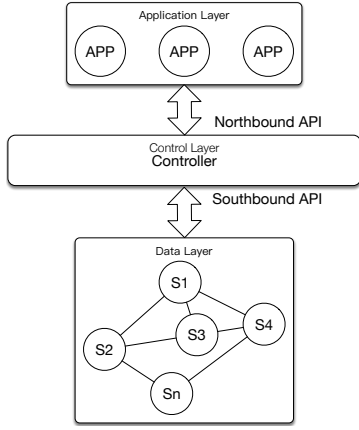 Application Layer
APP APP APP
Northbound API
Control Layer
Controller
Southbound API
Data Layer
S1
S4
S3
S2
Sn